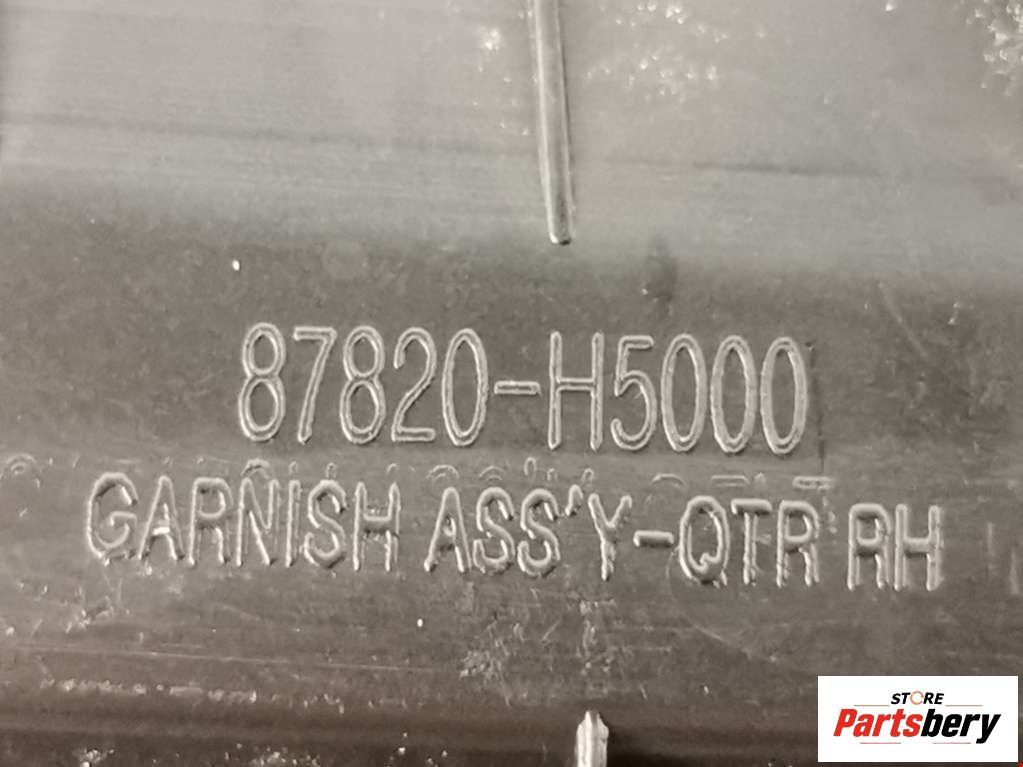 87820-H5000
GARNISH ASS'Y-QTR RH
STORE
Partsbery